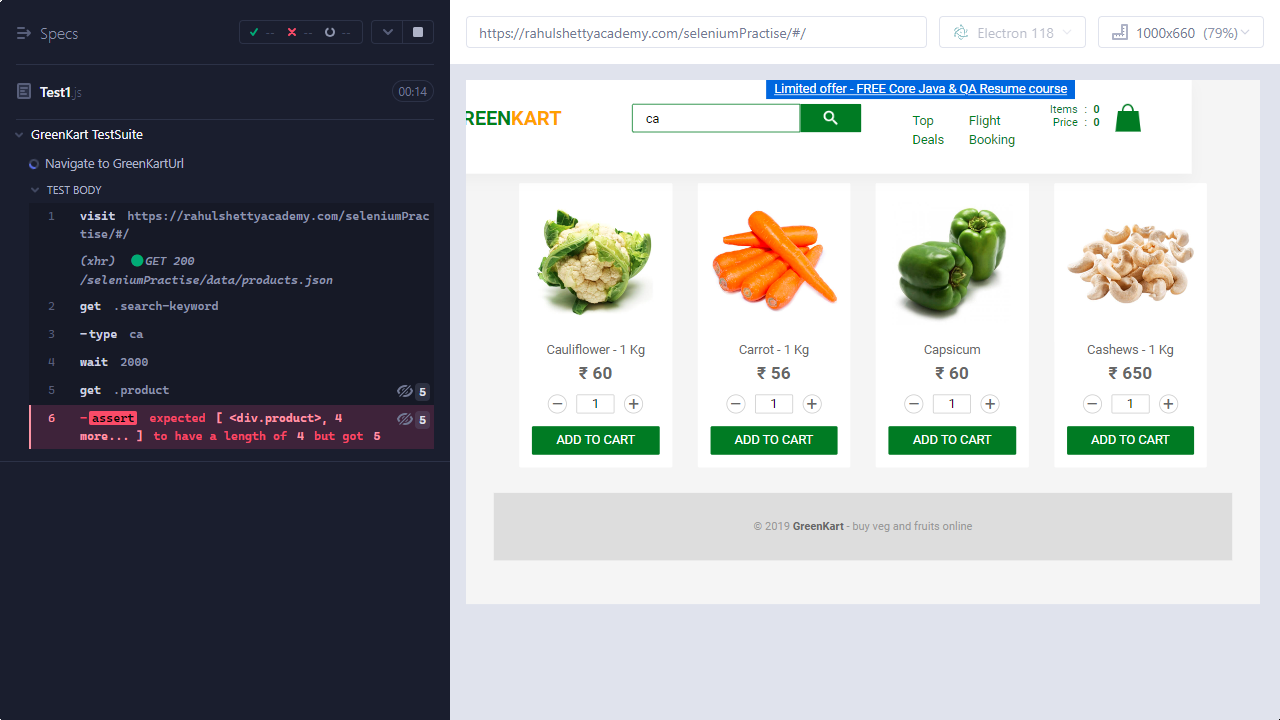 Specs
-- -- --
Test1.js
00:14
GreenKart TestSuite
Navigate to GreenKartUrl
TEST BODY
1 visit https://rahulshettyacademy.com/seleniumPrac
tise/#/
(xhr) GET 200
/seleniumPractise/data/products.json
2 get .search-keyword
3 -type ca
4 wait 2000
5 get .product 5
6 -assert expected [ <div.product>, 4 5
more... ] to have a length of 4 but got 5
https://rahulshettyacademy.com/seleniumPractise/#/
Electron 118
1000x660 (79%)
Limited offer - FREE Core Java & QA Resume course
REENKART
ca
Top
Deals
Flight
Booking
Items : 0
Price : 0
Cauliflower - 1 Kg
₹ 60
− 1 +
ADD TO CART
Carrot - 1 Kg
₹ 56
− 1 +
ADD TO CART
Capsicum
₹ 60
− 1 +
ADD TO CART
Cashews - 1 Kg
₹ 650
− 1 +
ADD TO CART
© 2019 GreenKart - buy veg and fruits online